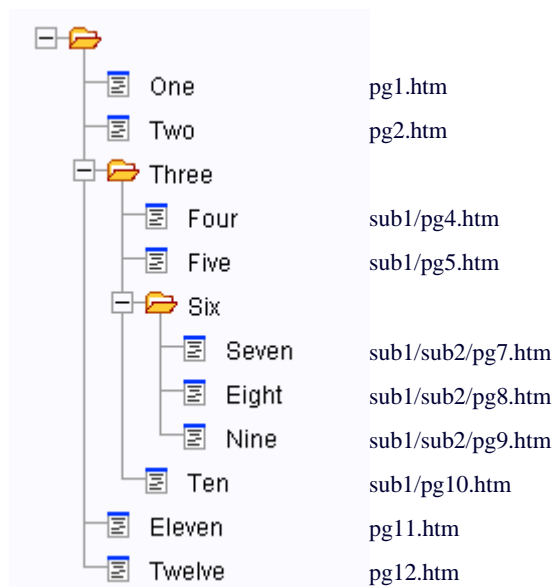 One pg1.htm
Two pg2.htm
Three
Four sub1/pg4.htm
Five sub1/pg5.htm
Six
Seven sub1/sub2/pg7.htm
Eight sub1/sub2/pg8.htm
Nine sub1/sub2/pg9.htm
Ten sub1/pg10.htm
Eleven pg11.htm
Twelve pg12.htm